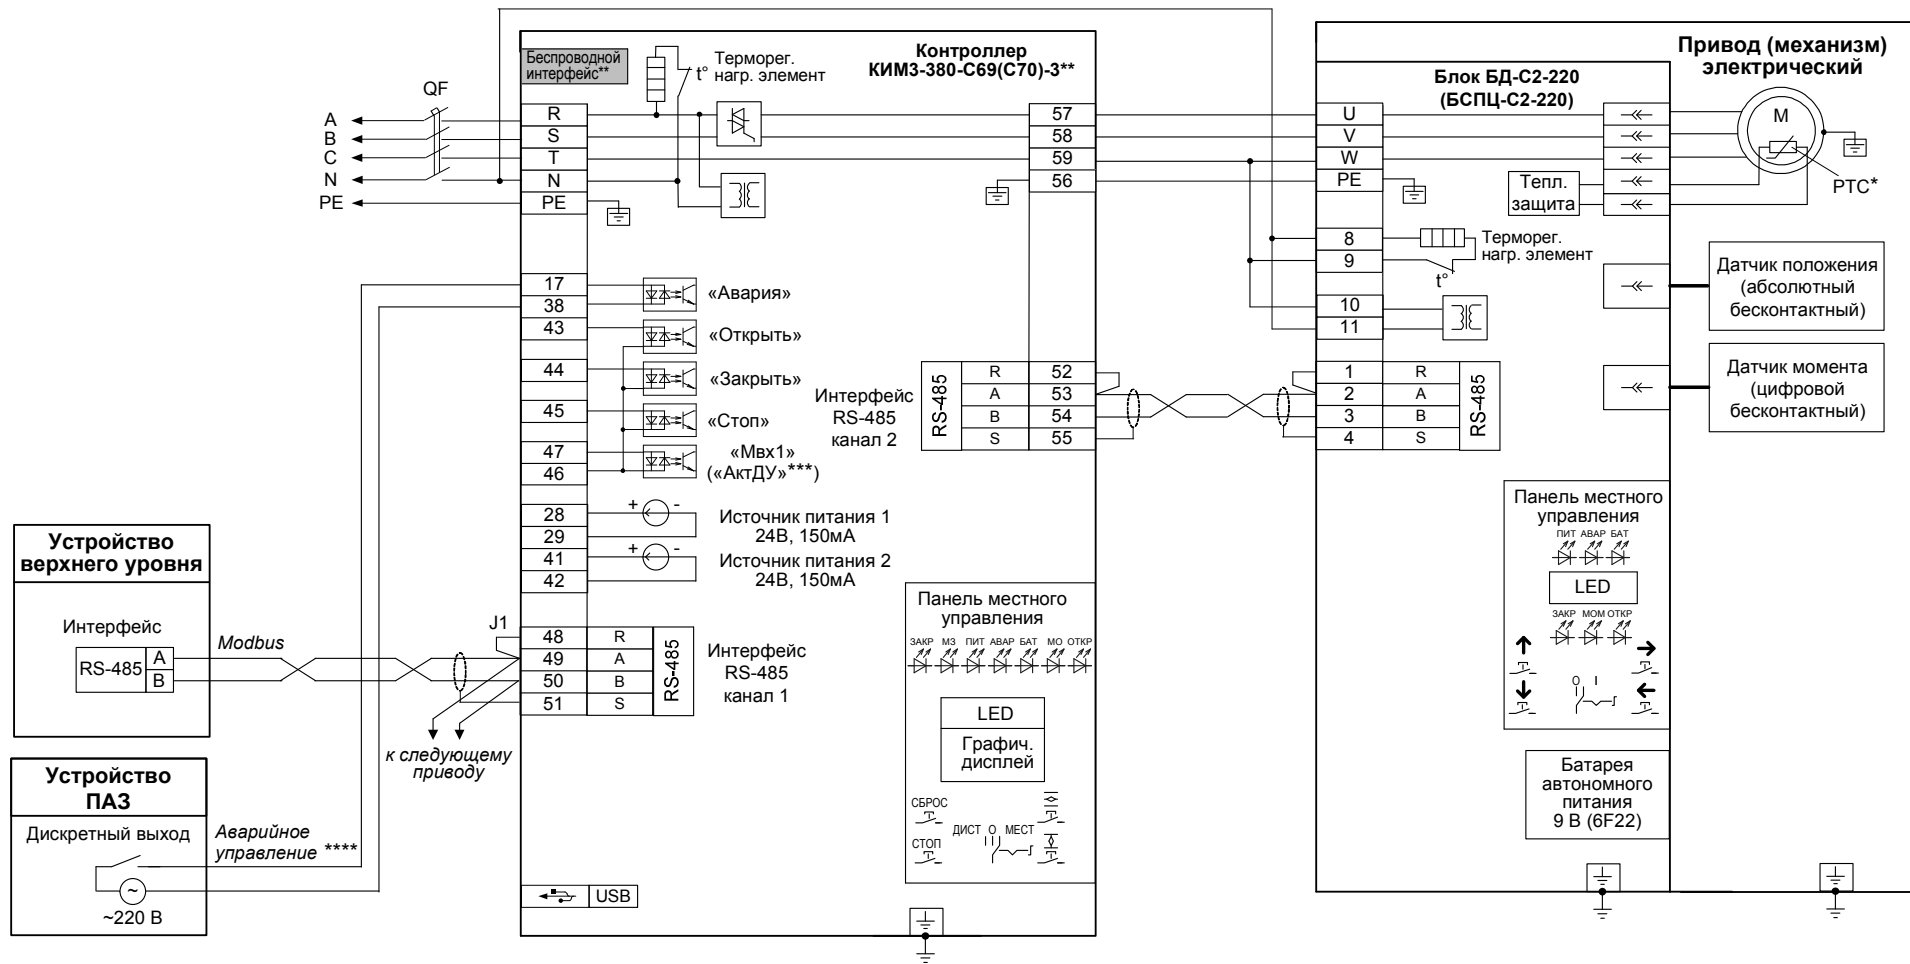 Беспроводной
интерфейс**
Терморег.
нагр. элемент
t°
Контроллер
КИМ3-380-С69(С70)-3**
Привод (механизм)
электрический
Блок БД-С2-220
(БСПЦ-С2-220)
QF
A
B
C
N
PE
R
S
T
N
PE
57
58
59
56
U
V
W
PE
M
PTC*
Тепл.
защита
8
9
10
11
Терморег.
нагр. элемент
t°
Датчик положения
(абсолютный
бесконтактный)
Датчик момента
(цифровой
бесконтактный)
17
38
43
44
45
47
46
«Авария»
«Открыть»
«Закрыть»
«Стоп»
«Мвх1»
(«АктДУ»***)
Интерфейс
RS-485
канал 2
RS-485
R 52
A 53
B 54
S 55
1 R
2 A
3 B
4 S
RS-485
28
29
41
42
+ -
Источник питания 1
24В, 150мА
+ -
Источник питания 2
24В, 150мА
Устройство
верхнего уровня
Интерфейс
RS-485
A
B
Modbus
J1
48 R
49 A
50 B
51 S
RS-485
Интерфейс
RS-485
канал 1
к следующему
приводу
Устройство
ПАЗ
Дискретный выход
~
~220 В
Аварийное
управление ****
USB
Панель местного
управления
ЗАКР МЗ ПИТ АВАР БАТ МО ОТКР
LED
Графич.
дисплей
СБРОС
СТОП
ДИСТ О МЕСТ
Панель местного
управления
ПИТ АВАР БАТ
LED
ЗАКР МОМ ОТКР
O I
Батарея
автономного
питания
9 В (6F22)